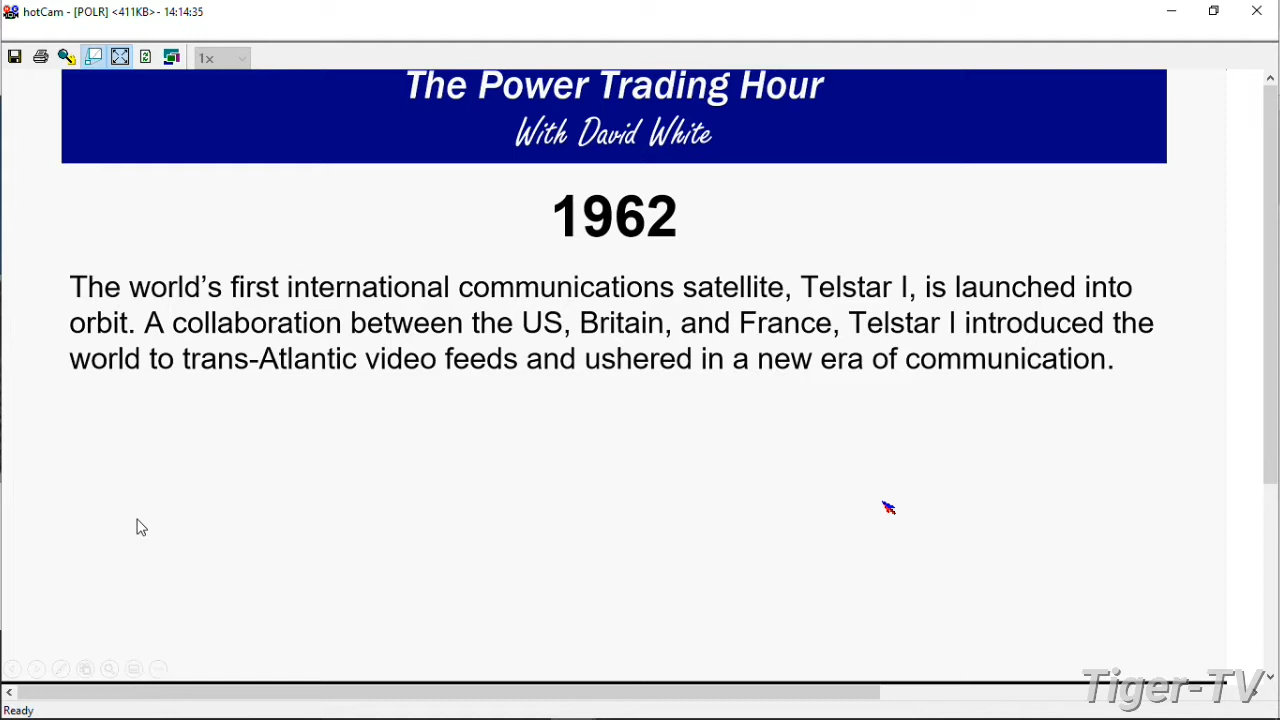 hotCam - [POLR] <411KB> - 14:14:35
1x
The Power Trading Hour
With David White
1962
The world’s first international communications satellite, Telstar I, is launched into
orbit. A collaboration between the US, Britain, and France, Telstar I introduced the
world to trans-Atlantic video feeds and ushered in a new era of communication.
Tiger-TV
Ready